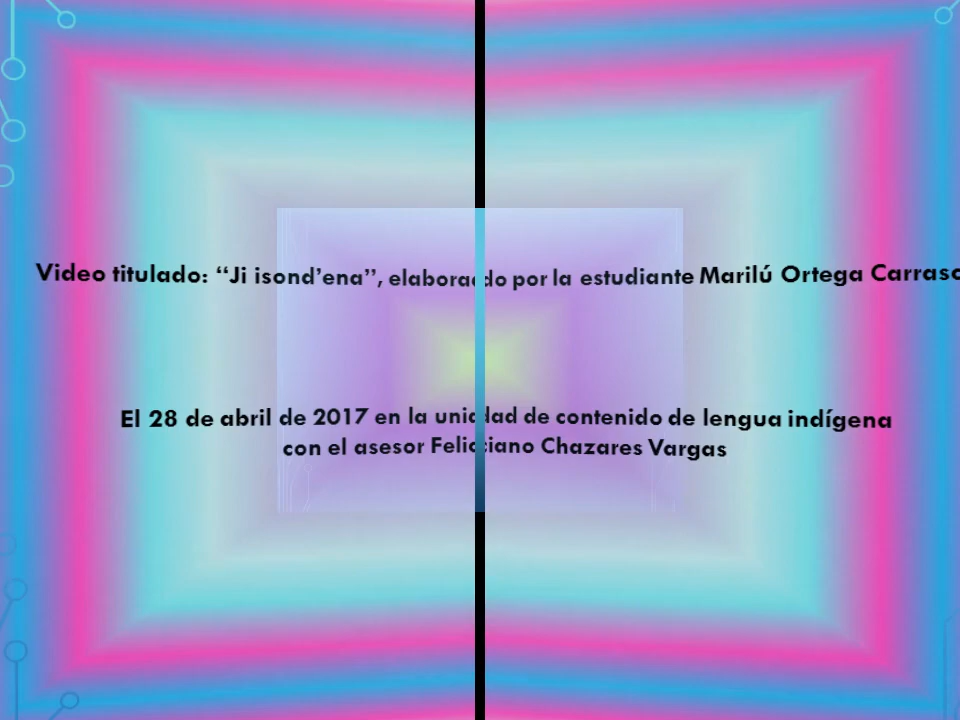 Video titulado: “Ji isond’ena”, elaborado por la estudiante Marilú Ortega Carrasc
El 28 de abril de 2017 en la unidad de contenido de lengua indígena
con el asesor Feliciano Chazares Vargas